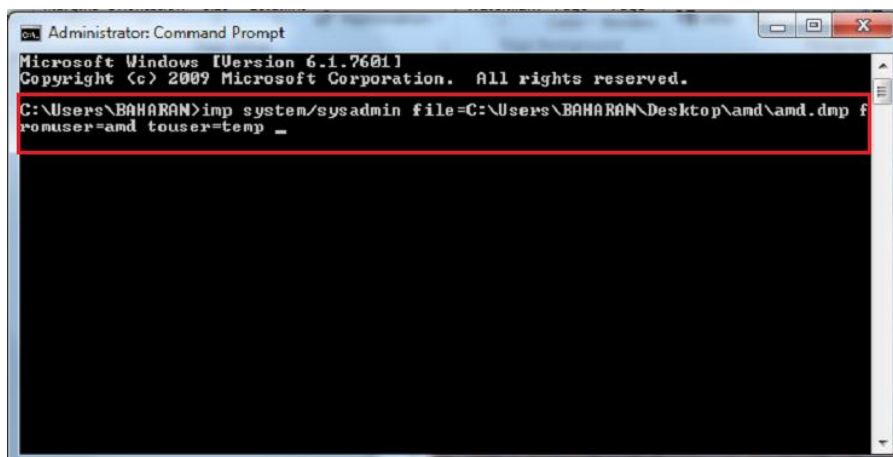 Administrator: Command Prompt
Microsoft Windows [Version 6.1.7601]
Copyright (c) 2009 Microsoft Corporation.  All rights reserved.
C:\Users\BAHARAN>imp system/sysadmin file=C:\Users\BAHARAN\Desktop\amd\amd.dmp f
romuser=amd touser=temp _